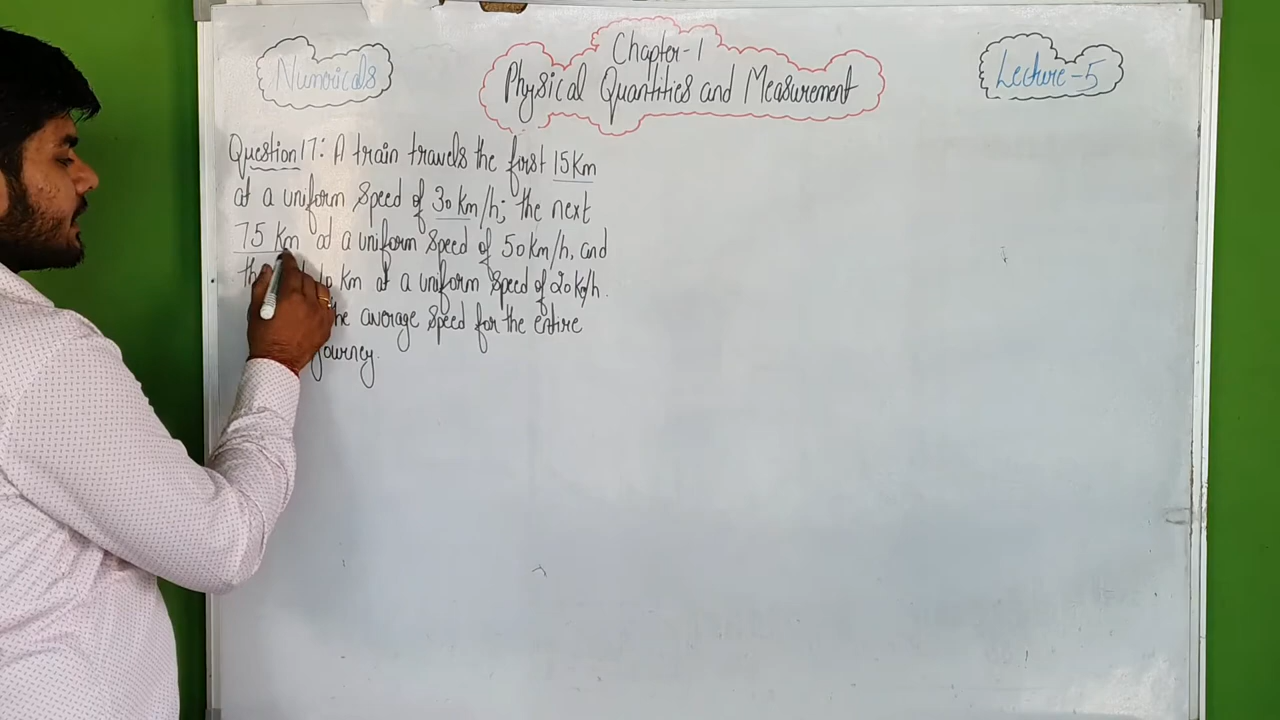 Numericals
Chapter-1
Physical Quantities and Measurement
Lecture-5
Question 17: A train travels the first 15 Km
at a uniform Speed of 30 Km/h; the next
75 Km at a uniform Speed of 50 Km/h, and
Km at a uniform Speed of 20 Km/h.
the average Speed for the entire
Journey.